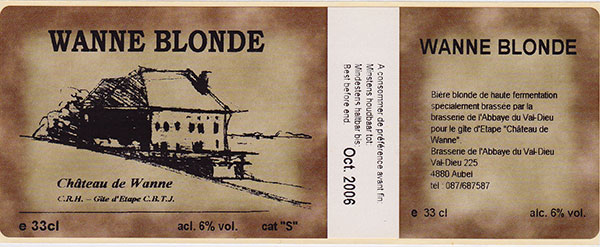 WANNE BLONDE
Château de Wanne
C.R.H. – Gîte d'Etape C.B.T.J.
e 33cl acl. 6% vol. cat "S"
A consommer de préférence avant fin
Minstens houdbaar tot:
Mindestens haltbar bis:
Best before end
Oct. 2006
WANNE BLONDE
Bière blonde de haute fermentation
specialement brassée par la
brasserie de l'Abbaye du Val-Dieu
pour le gîte d'Etape "Château de
Wanne".
Brasserie de l'Abbaye du Val-Dieu
Val-Dieu 225
4880 Aubel
tél : 087/687587
e 33 cl alc. 6% vol.